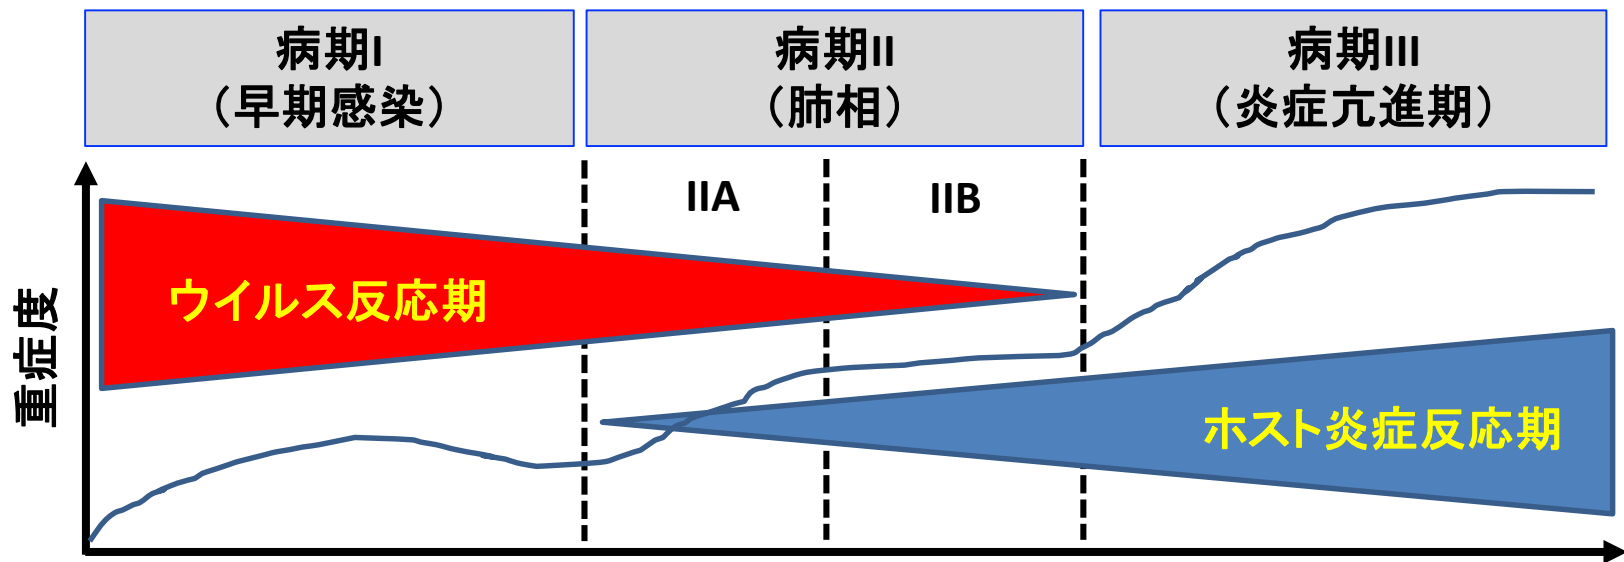 病期I
（早期感染）
病期II
（肺相）
病期III
（炎症亢進期）
IIA
IIB
ウイルス反応期
重症度
ホスト炎症反応期